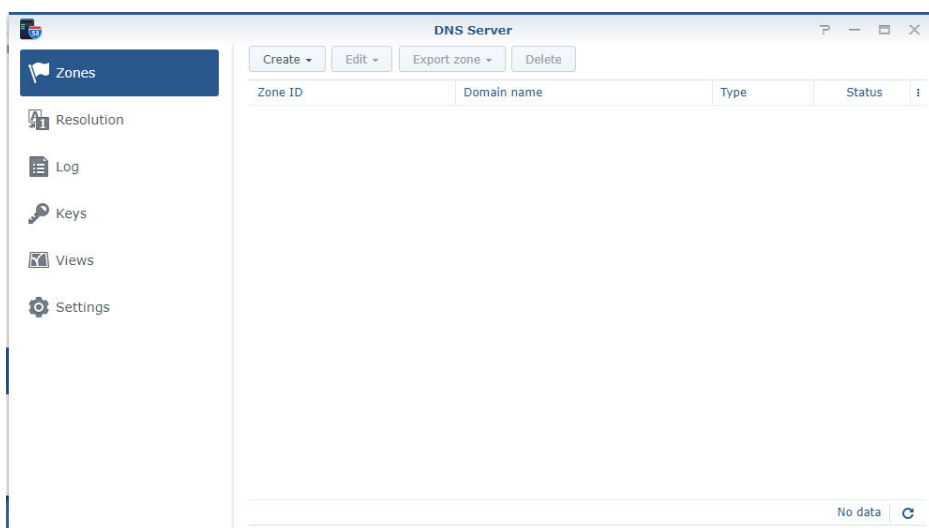 DNS Server
Zones
Resolution
Log
Keys
Views
Settings
Create Edit Export zone Delete
Zone ID Domain name Type Status
No data